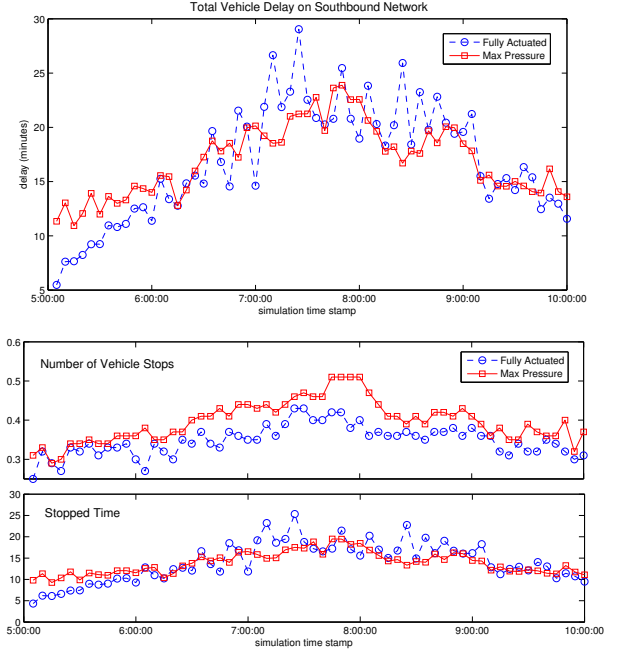 Total Vehicle Delay on Southbound Network
30
25
20
15
10
5
delay (minutes)
Fully Actuated
Max Pressure
5:00:00 6:00:00 7:00:00 8:00:00 9:00:00 10:00:00
simulation time stamp
0.6
0.5
0.4
0.3
Number of Vehicle Stops
Fully Actuated
Max Pressure
30
25
20
15
10
5
0
Stopped Time
5:00:00 6:00:00 7:00:00 8:00:00 9:00:00 10:00:00
simulation time stamp